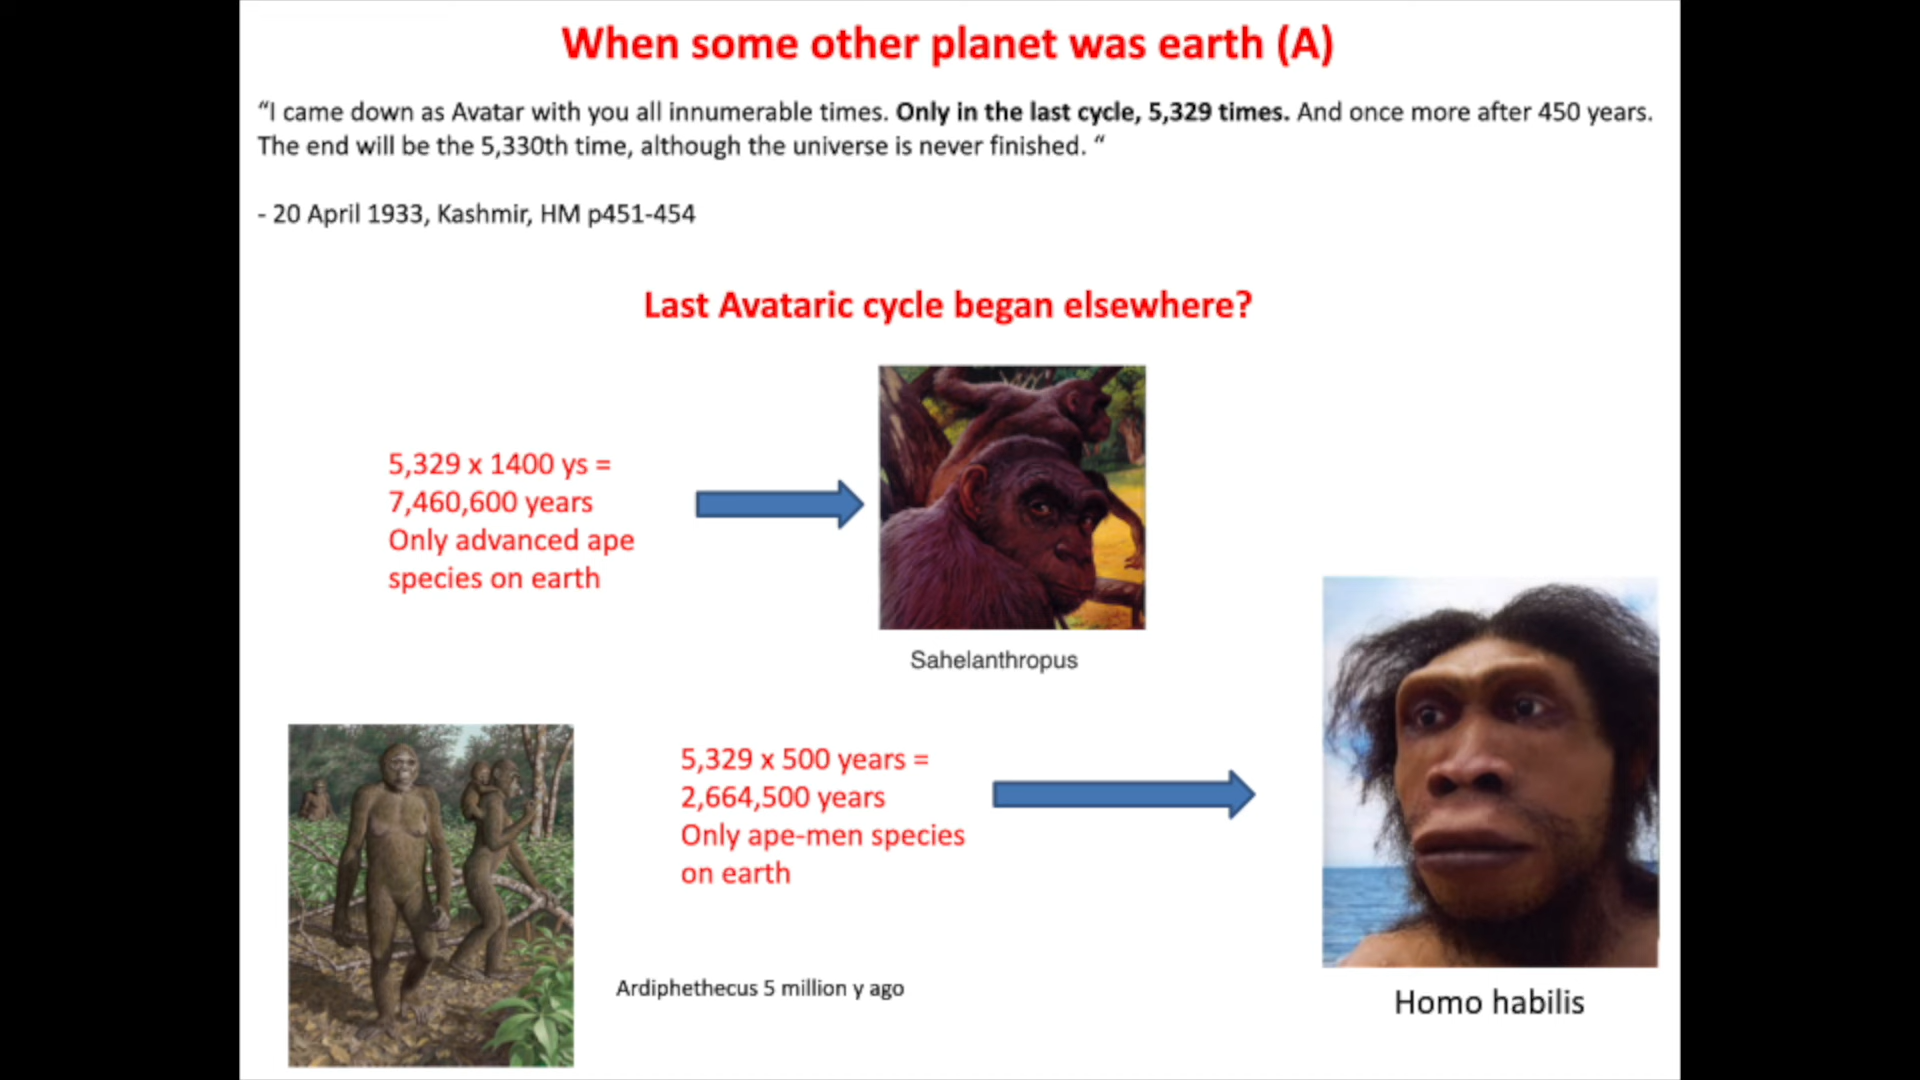 When some other planet was earth (A)
“I came down as Avatar with you all innumerable times. Only in the last cycle, 5,329 times. And once more after 450 years.
The end will be the 5,330th time, although the universe is never finished. “
- 20 April 1933, Kashmir, HM p451-454
Last Avataric cycle began elsewhere?
5,329 x 1400 ys =
7,460,600 years
Only advanced ape
species on earth
Sahelanthropus
5,329 x 500 years =
2,664,500 years
Only ape-men species
on earth
Ardiphethecus 5 million y ago
Homo habilis